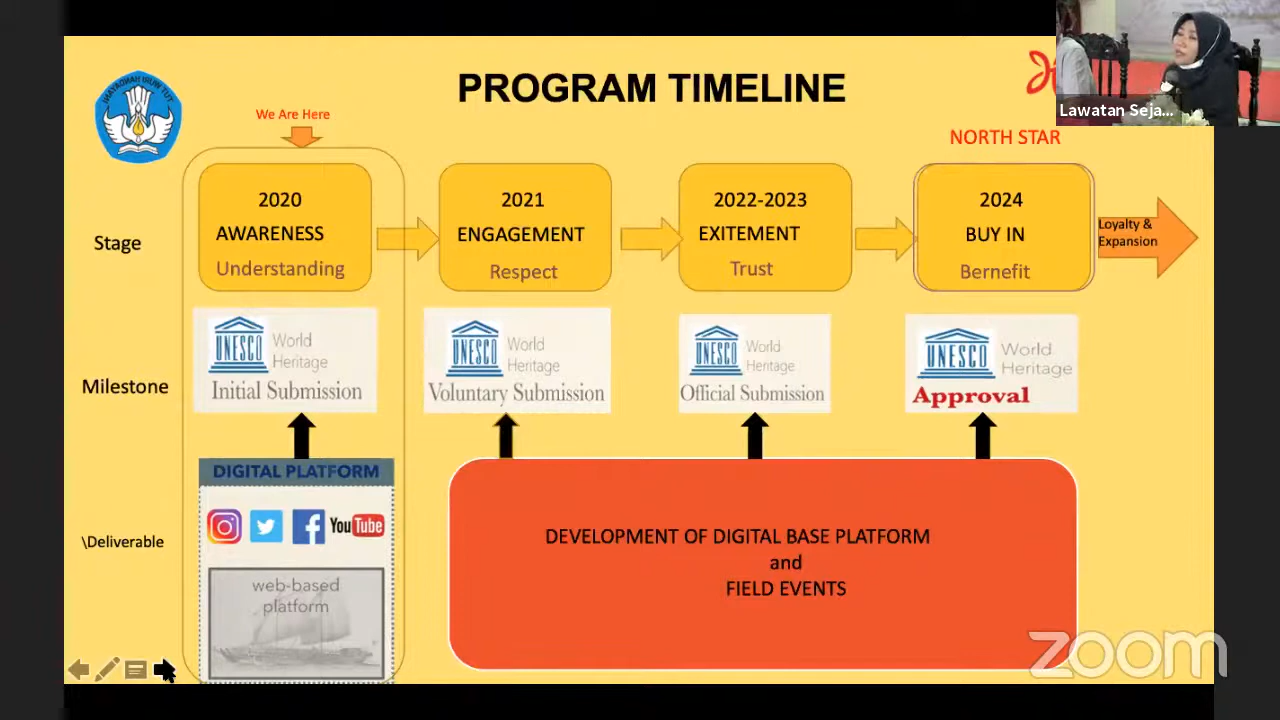 PROGRAM TIMELINE
TUT WURI HANDAYANI
We Are Here
Lawatan Seja...
NORTH STAR
Stage
2020
AWARENESS
Understanding
2021
ENGAGEMENT
Respect
2022-2023
EXITEMENT
Trust
2024
BUY IN
Bernefit
Loyalty &
Expansion
Milestone
UNESCO
World
Heritage
Initial Submission
UNESCO
World
Heritage
Voluntary Submission
UNESCO
World
Heritage
Official Submission
UNESCO
World
Heritage
Approval
\Deliverable
DIGITAL PLATFORM
YouTube
web-based
platform
DEVELOPMENT OF DIGITAL BASE PLATFORM
and
FIELD EVENTS
zoom